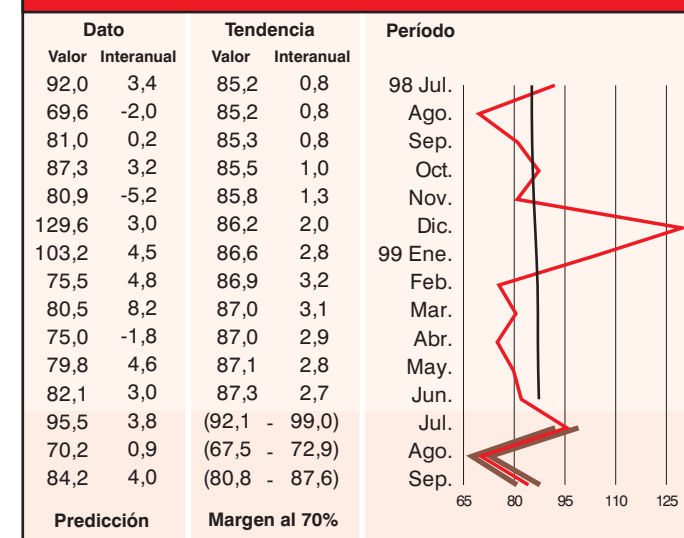 Dato Tendencia Período
Valor Interanual Valor Interanual
92,0 3,4 85,2 0,8 98 Jul.
69,6 -2,0 85,2 0,8 Ago.
81,0 0,2 85,3 0,8 Sep.
87,3 3,2 85,5 1,0 Oct.
80,9 -5,2 85,8 1,3 Nov.
129,6 3,0 86,2 2,0 Dic.
103,2 4,5 86,6 2,8 99 Ene.
75,5 4,8 86,9 3,2 Feb.
80,5 8,2 87,0 3,1 Mar.
75,0 -1,8 87,0 2,9 Abr.
79,8 4,6 87,1 2,8 May.
82,1 3,0 87,3 2,7 Jun.
95,5 3,8 (92,1 - 99,0) Jul.
70,2 0,9 (67,5 - 72,9) Ago.
84,2 4,0 (80,8 - 87,6) Sep.
65 80 95 110 125
Predicción Margen al 70%